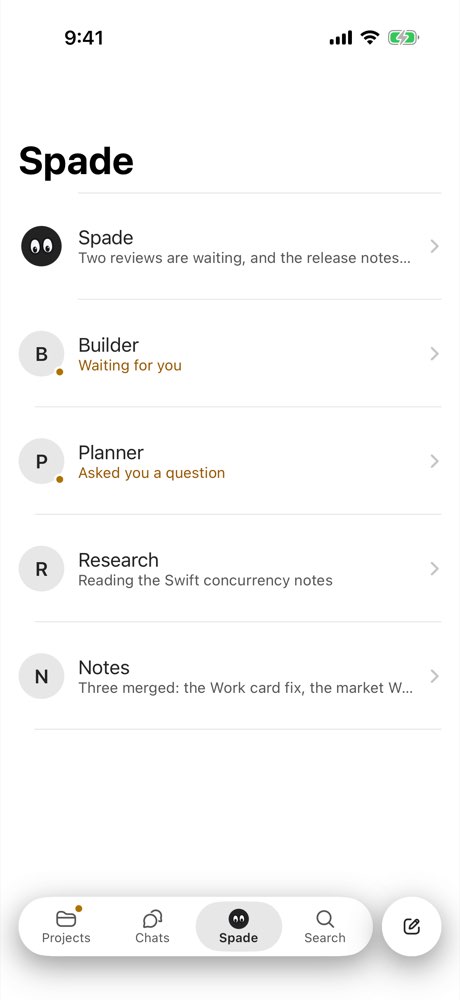 9:41
Spade
Spade
Two reviews are waiting, and the release notes...
B
Builder
Waiting for you
P
Planner
Asked you a question
R
Research
Reading the Swift concurrency notes
N
Notes
Three merged: the Work card fix, the market W...
Projects
Chats
Spade
Search